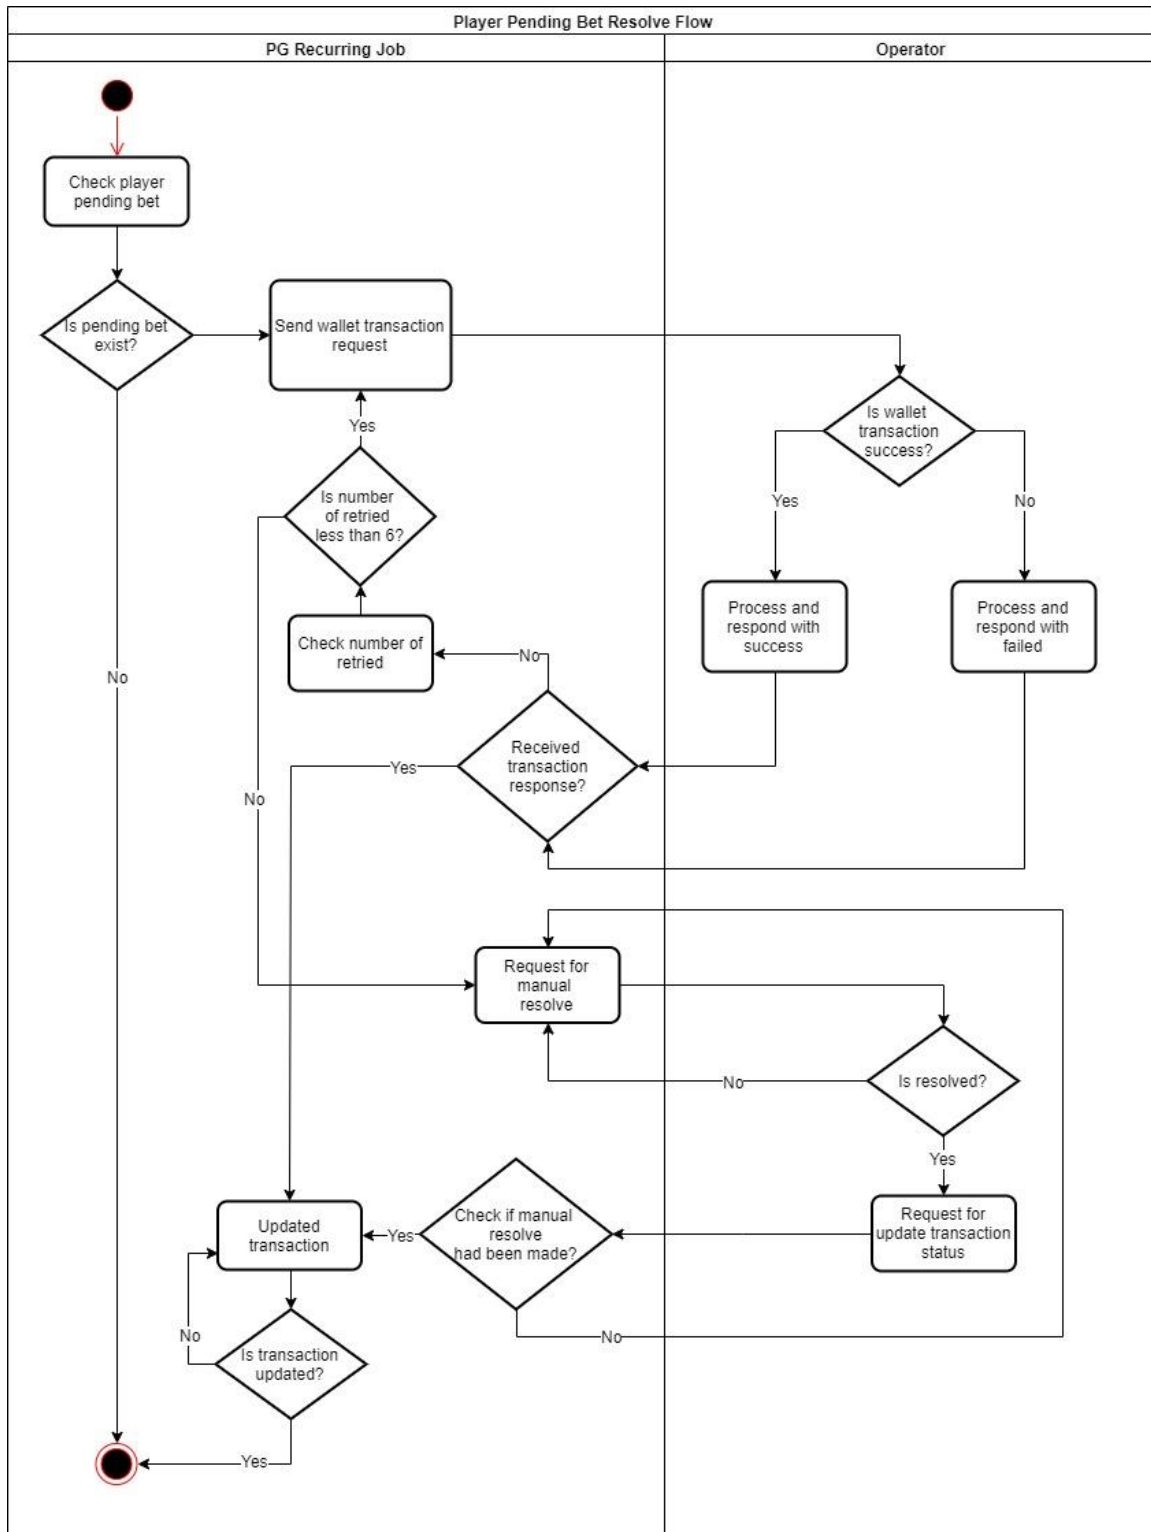 Player Pending Bet Resolve Flow
PG Recurring Job
Operator
Check player
pending bet
Is pending bet
exist?
Send wallet transaction
request
Is wallet
transaction
success?
Yes
Is number
of retried
less than 6?
Yes
No
Process and
respond with
success
Process and
respond with
failed
Check number of
retried
No
No
Received
transaction
response?
Yes
No
Request for
manual
resolve
Is resolved?
No
Yes
Request for
update transaction
status
Check if manual
resolve
had been made?
Yes
Updated
transaction
No
No
Is transaction
updated?
Yes